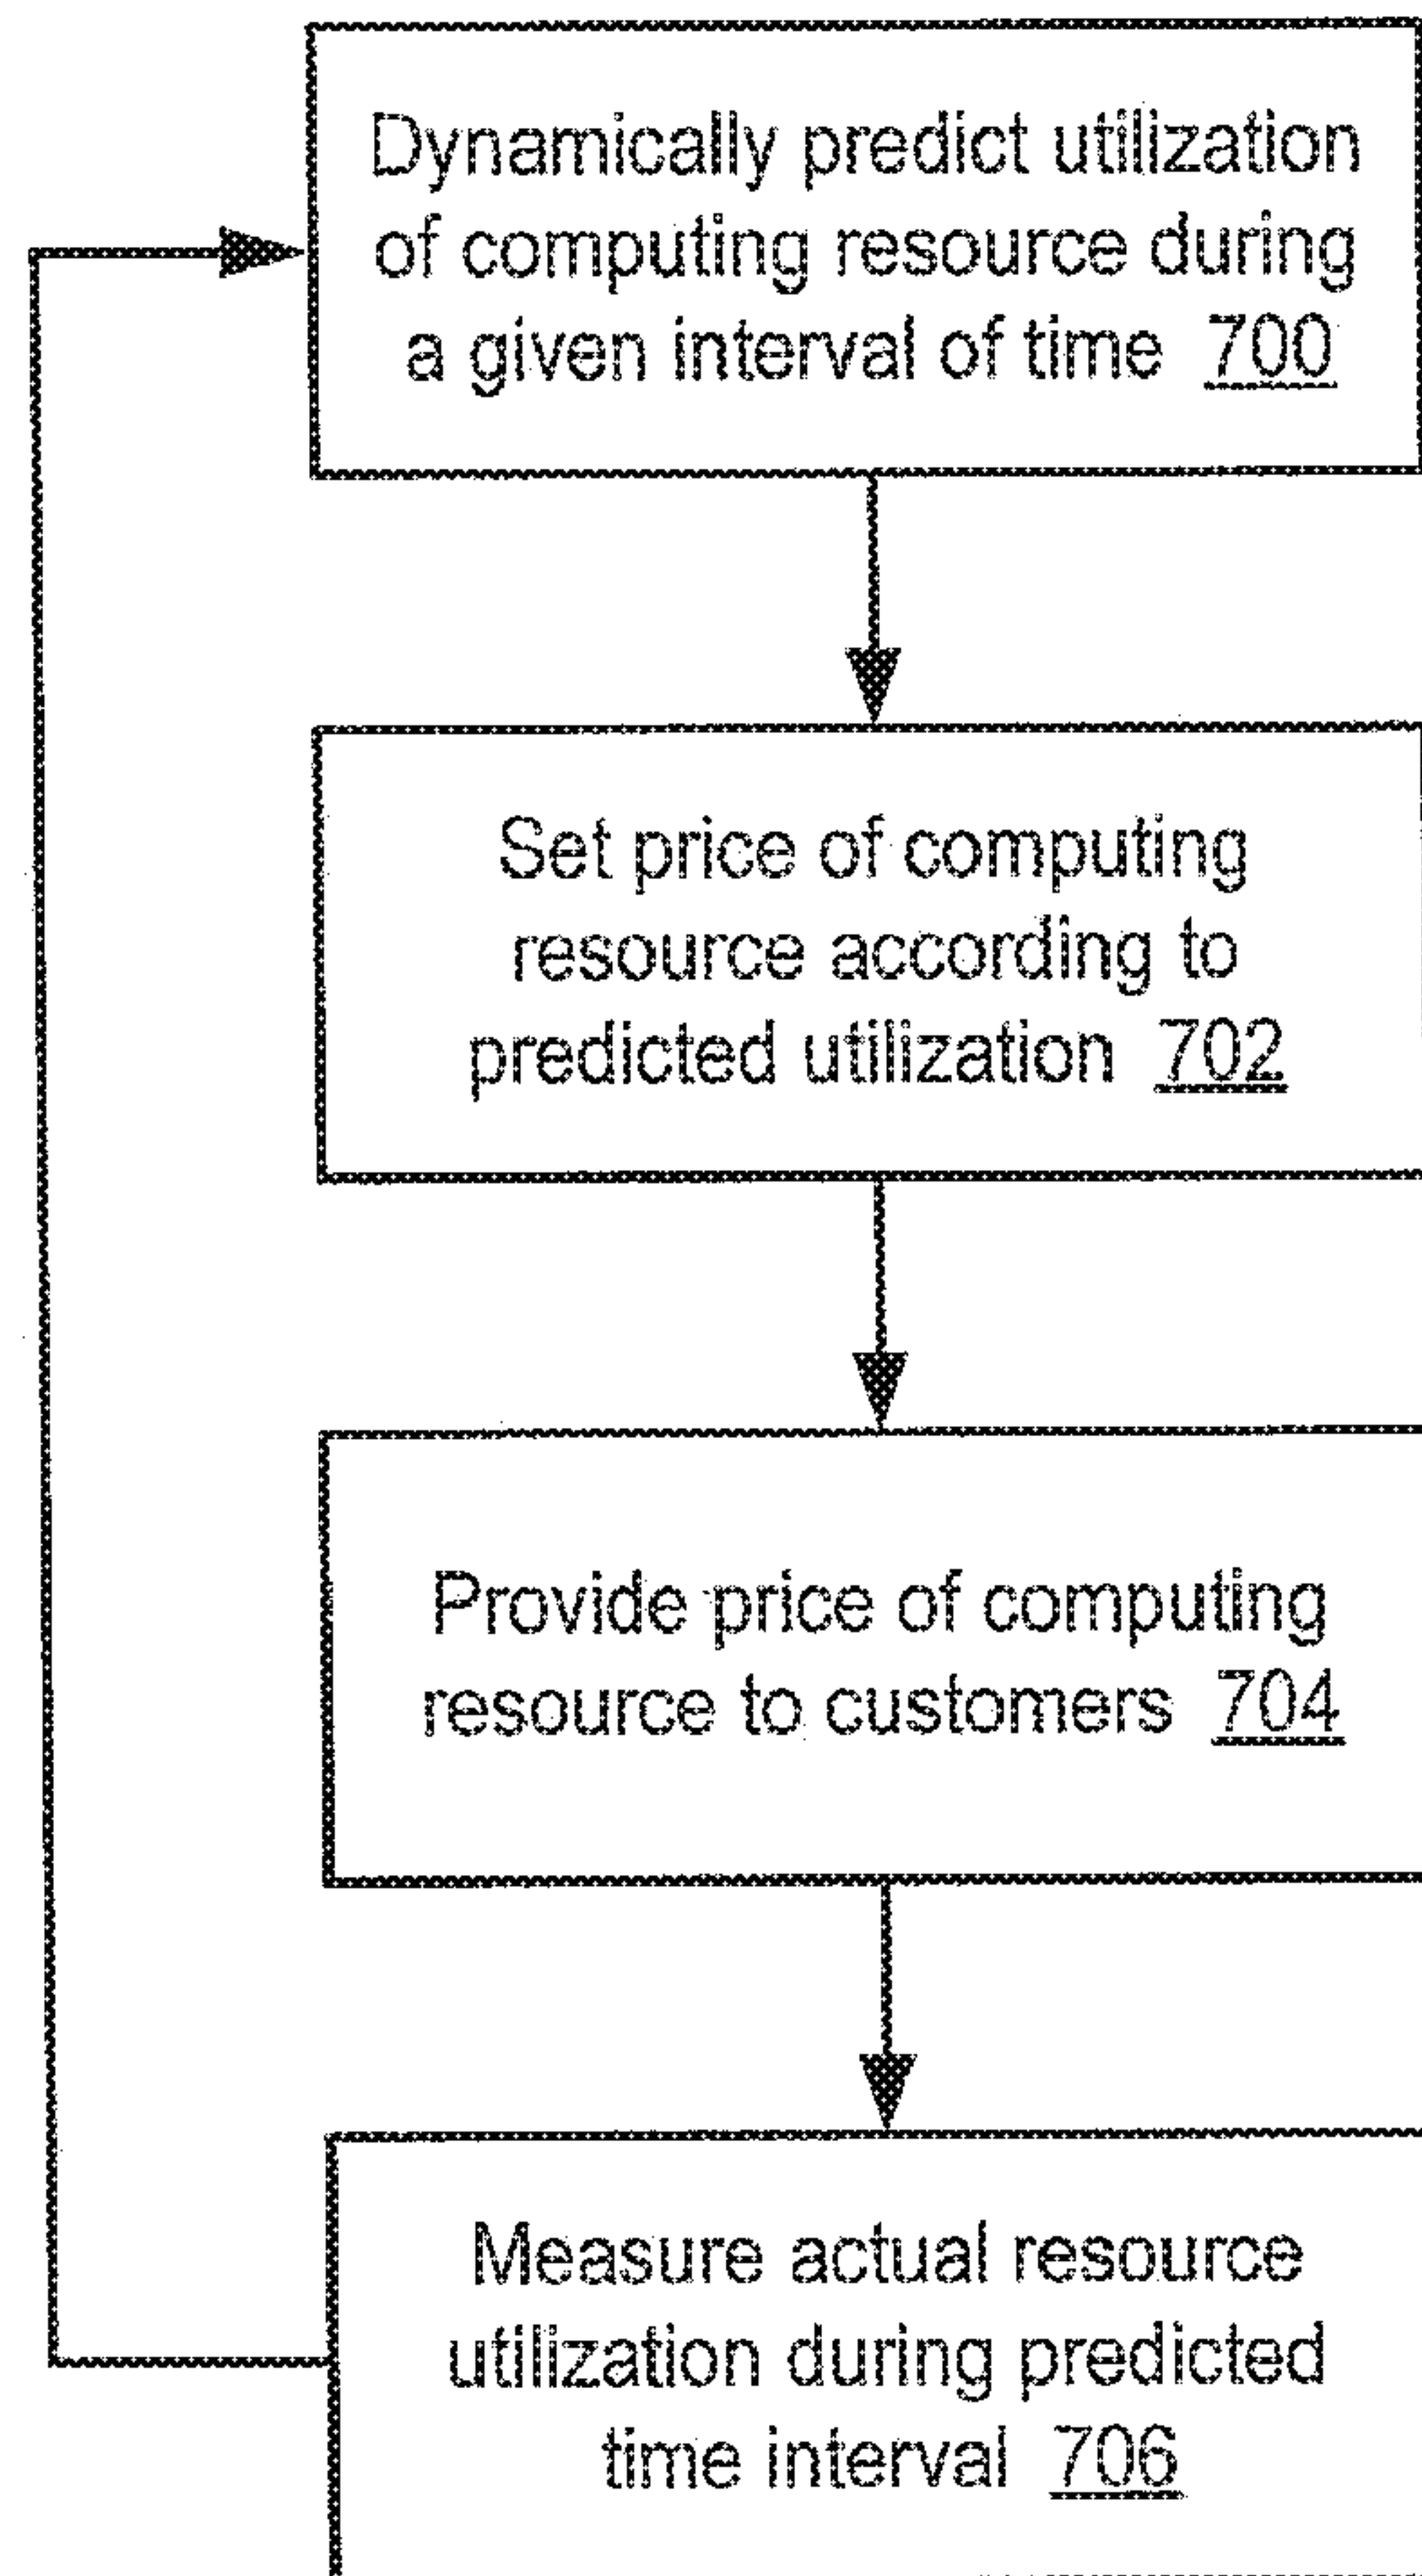 Dynamically predict utilization
of computing resource during
a given interval of time 700
Set price of computing
resource according to
predicted utilization 702
Provide price of computing
resource to customers 704
Measure actual resource
utilization during predicted
time interval 706